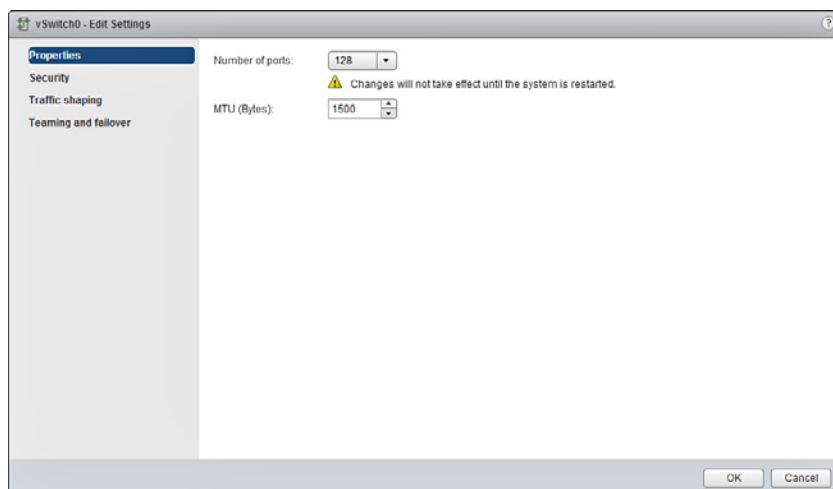 vSwitch0 - Edit Settings
?
Properties
Security
Traffic shaping
Teaming and failover
Number of ports:
128
Changes will not take effect until the system is restarted.
MTU (Bytes):
1500
OK
Cancel